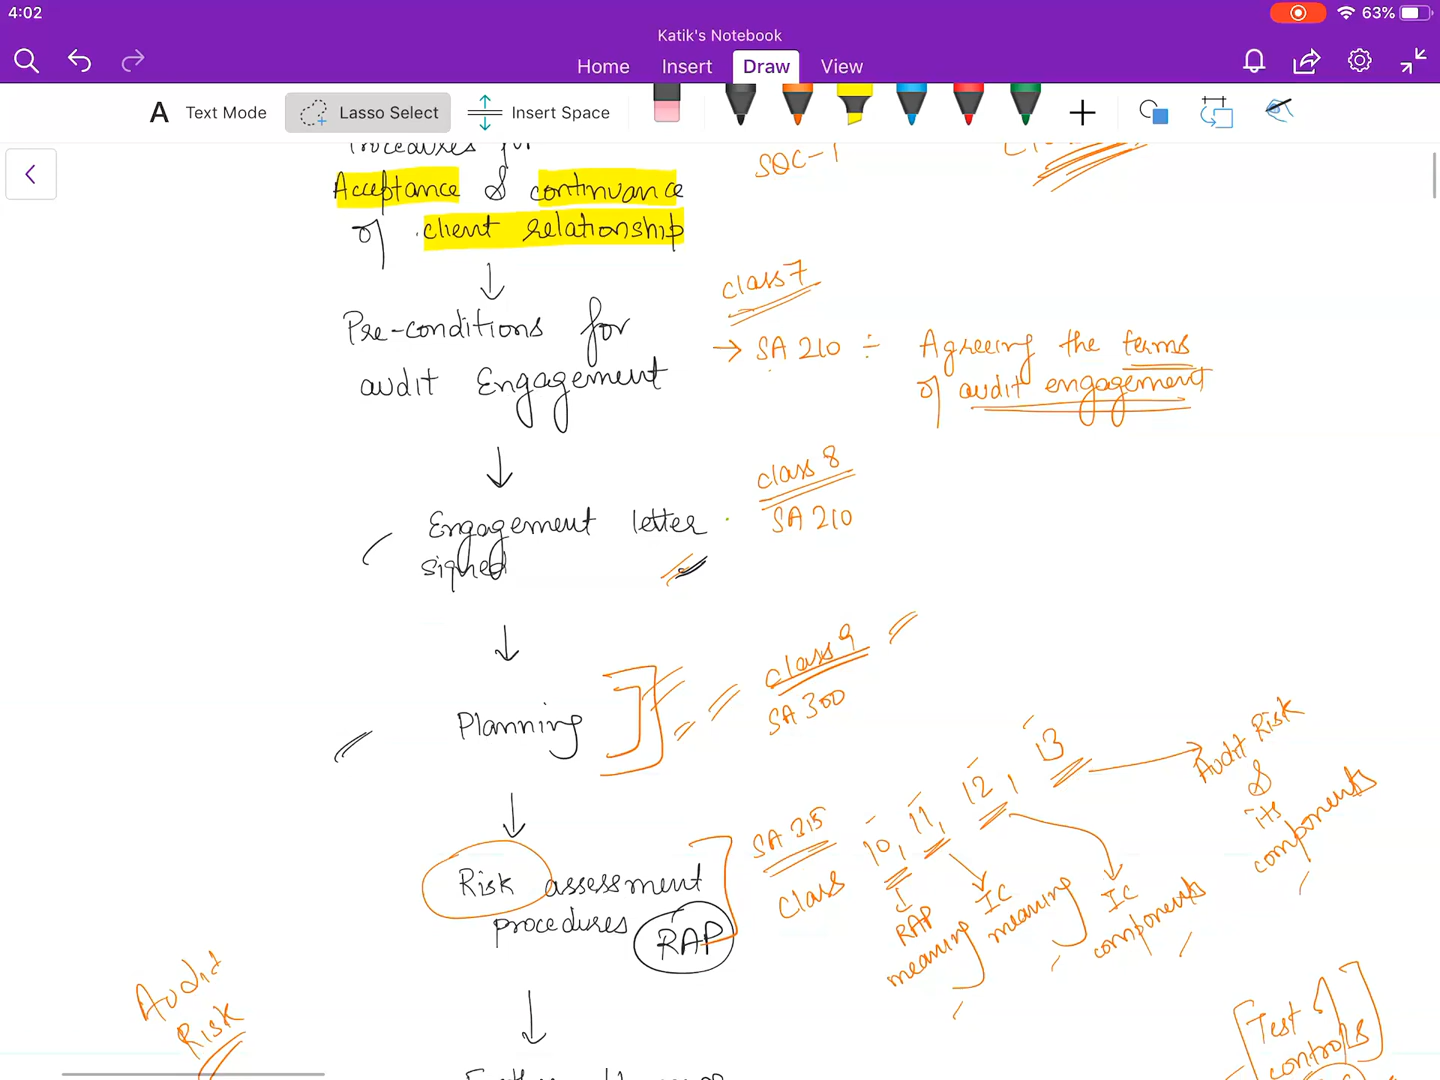 4:02
63%
Katik's Notebook
Home Insert Draw View
A Text Mode Lasso Select Insert Space
Procedures for
Acceptance & continuance
of client relationship
SQC-1
Pre-conditions for
audit Engagement
class 7
→ SA 210 ÷ Agreeing the terms
of audit engagement
Engagement letter
signed
class 8
SA 210
Planning
class 9
SA 300
Risk assessment
procedures
RAP
SA 315
class 10, 11, 12, 13
RAP
meaning
IC
meaning
IC
components
Audit Risk
&
its
components
Audit
Risk
Test of
controls